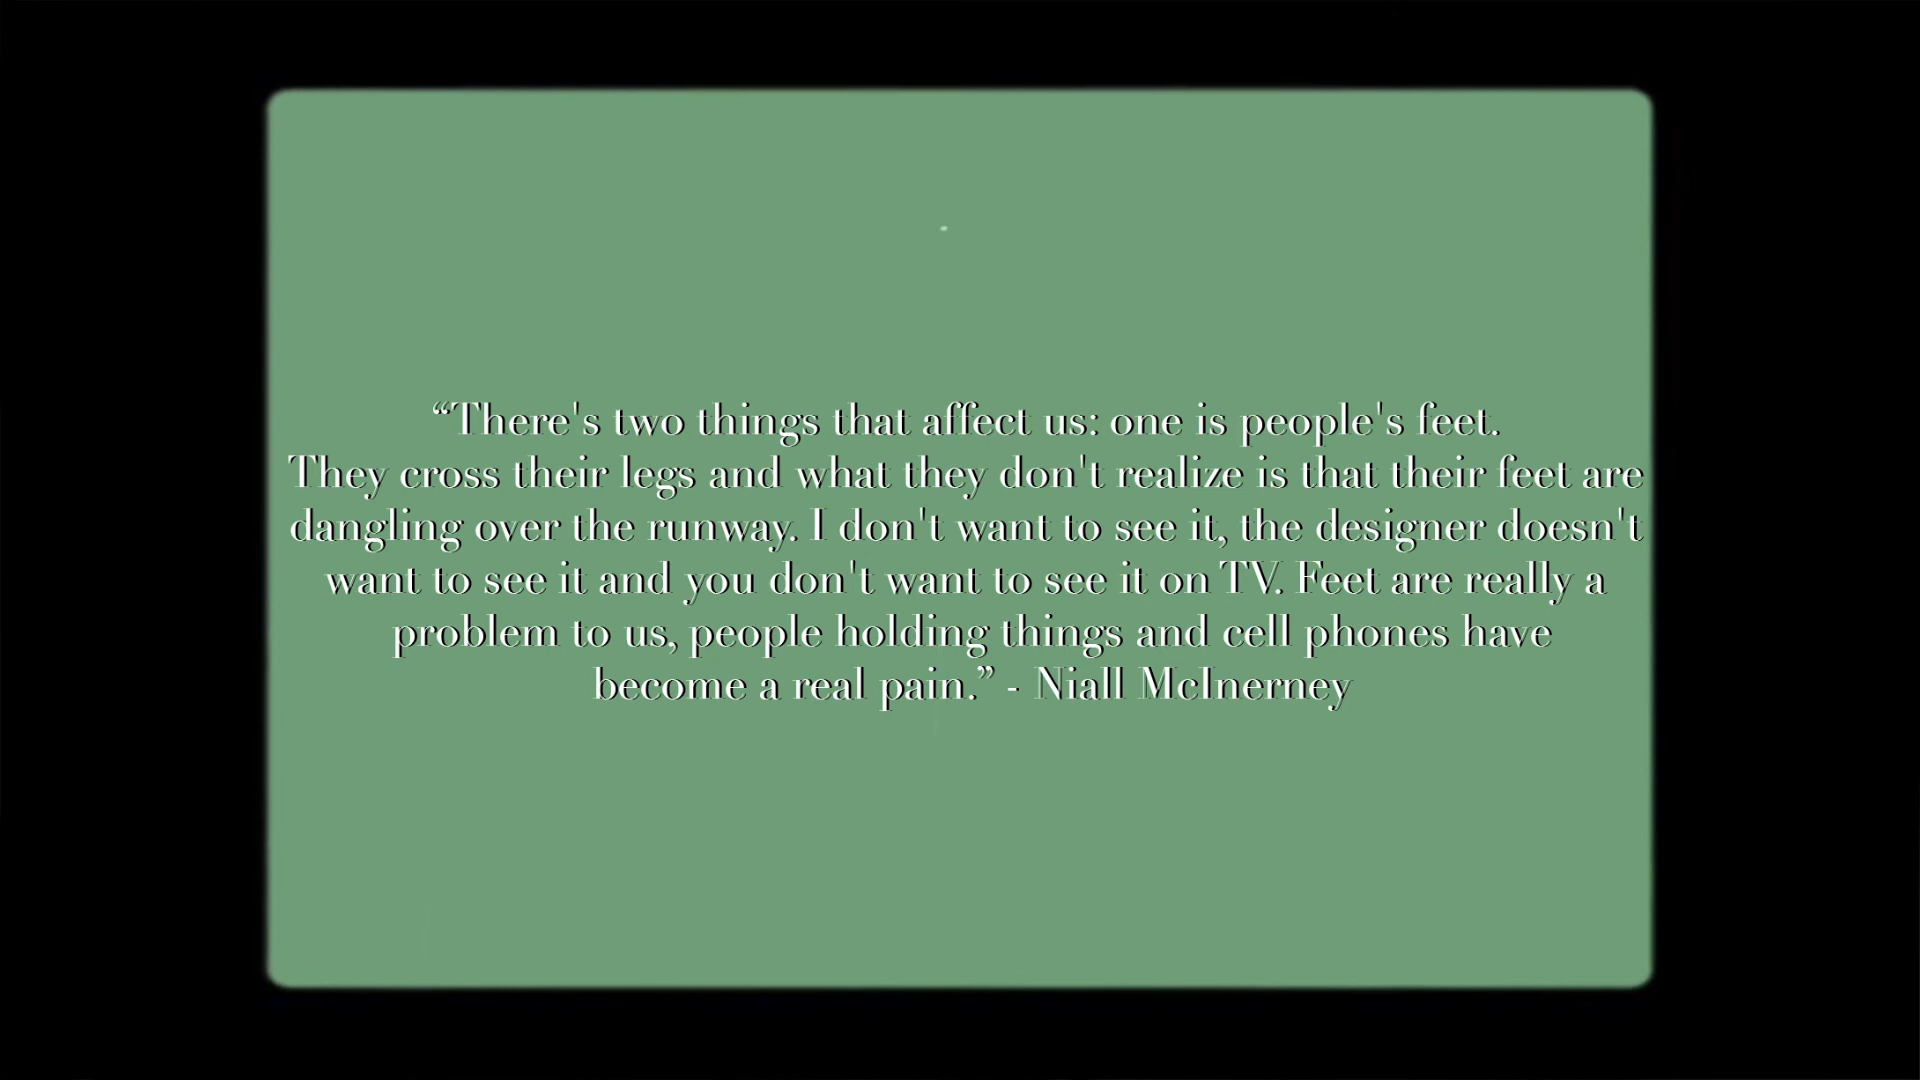 “There's two things that affect us: one is people's feet.
They cross their legs and what they don't realize is that their feet are
dangling over the runway. I don't want to see it, the designer doesn't
want to see it and you don't want to see it on TV. Feet are really a
problem to us, people holding things and cell phones have
become a real pain.” - Niall McInerney